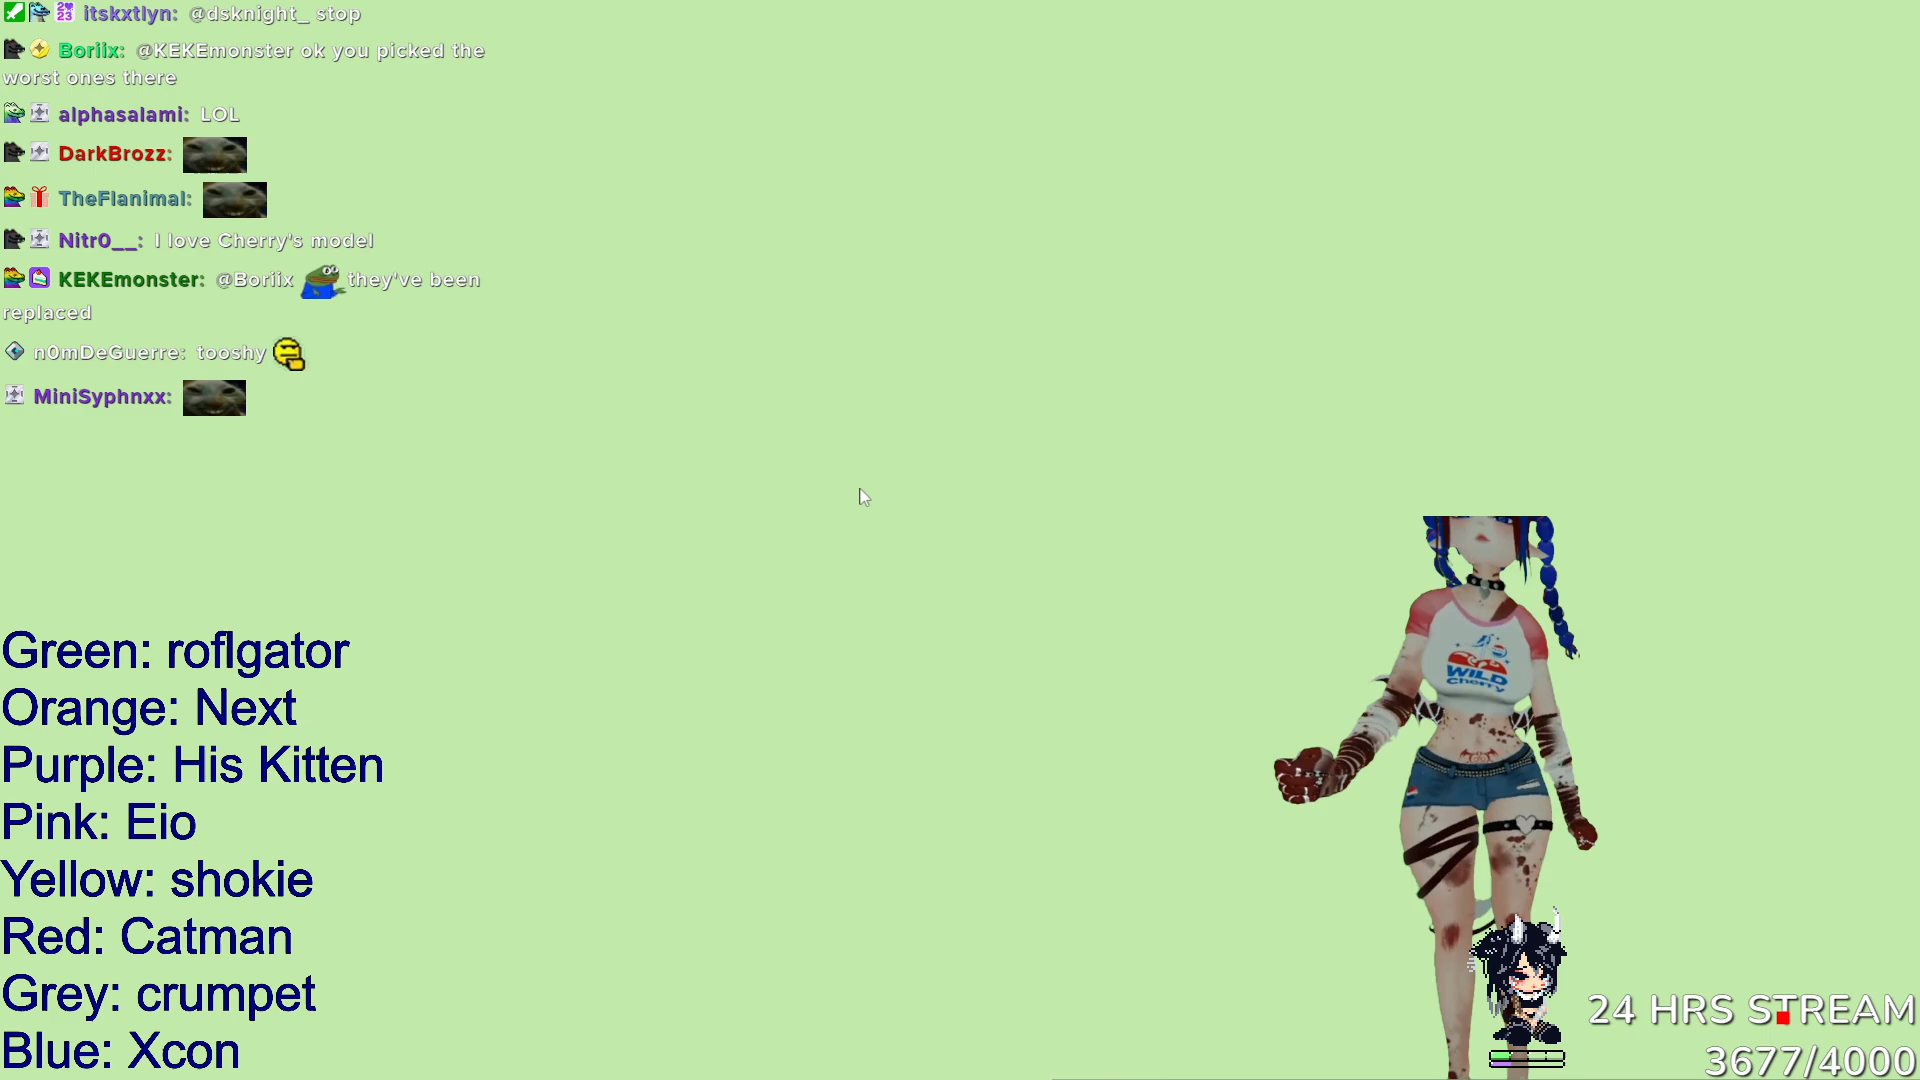 itskxtlyn: @dsknight_ stop
Boriix: @KEKEmonster ok you picked the
worst ones there
alphasalami: LOL
DarkBrozz:
TheFlanimal:
Nitr0__: I love Cherry's model
KEKEmonster: @Boriix they've been
replaced
n0mDeGuerre: tooshy
MiniSyphnxx:
WILD
Cherry
Green: roflgator
Orange: Next
Purple: His Kitten
Pink: Eio
Yellow: shokie
Red: Catman
Grey: crumpet
Blue: Xcon
24 HRS STREAM
3677/4000